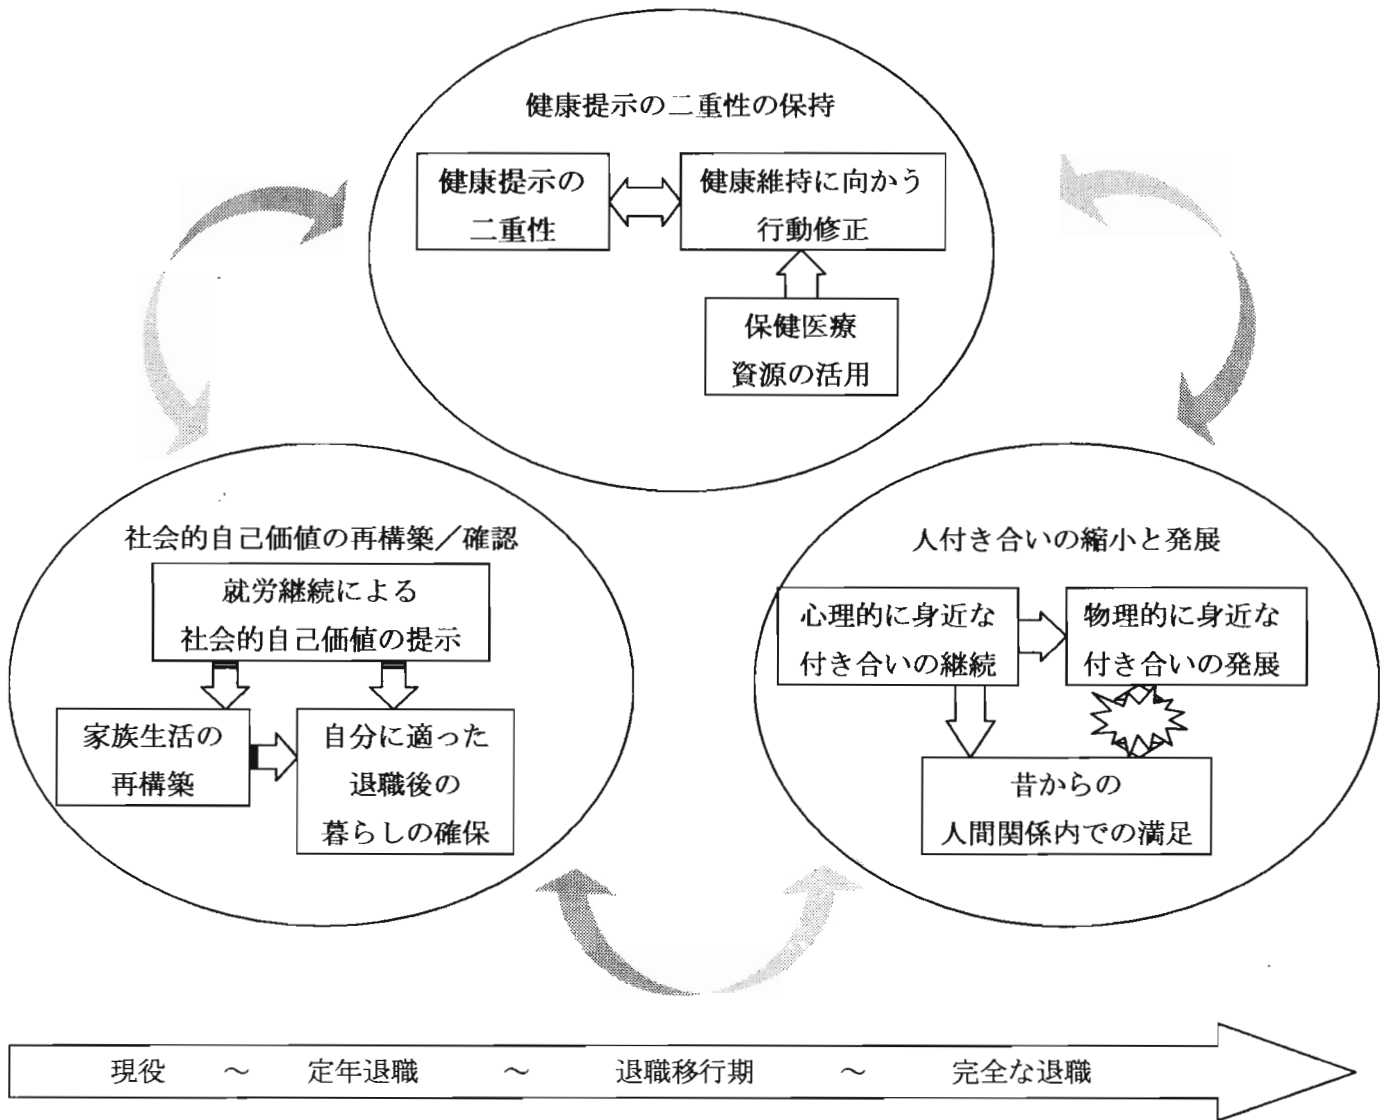 健康提示の二重性の保持
健康提示の
二重性
健康維持に向かう
行動修正
保健医療
資源の活用
社会的自己価値の再構築／確認
就労継続による
社会的自己価値の提示
家族生活の
再構築
自分に適った
退職後の
暮らしの確保
人付き合いの縮小と発展
心理的に身近な
付き合いの継続
物理的に身近な
付き合いの発展
昔からの
人間関係内での満足
現役　～　定年退職　～　退職移行期　～　完全な退職